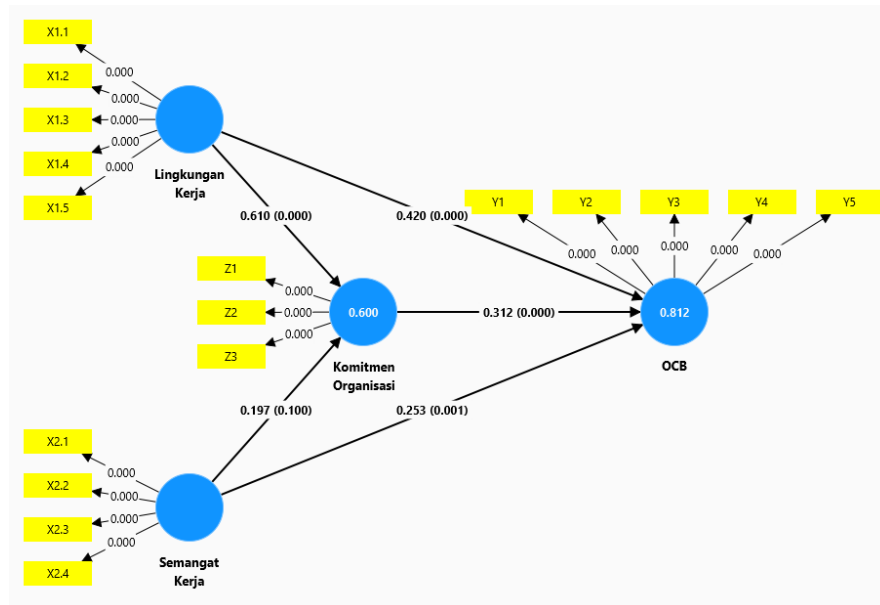 X1.1
0.000
X1.2
0.000
X1.3
0.000
X1.4
0.000
X1.5
0.000
Lingkungan
Kerja
0.610 (0.000)
0.420 (0.000)
Y1
Y2
Y3
Y4
Y5
0.000
0.000
0.000
0.000
0.000
Z1
0.000
Z2
0.000
Z3
0.000
0.600
Komitmen
Organisasi
0.312 (0.000)
0.812
OCB
0.197 (0.100)
0.253 (0.001)
X2.1
0.000
X2.2
0.000
X2.3
0.000
X2.4
0.000
Semangat
Kerja